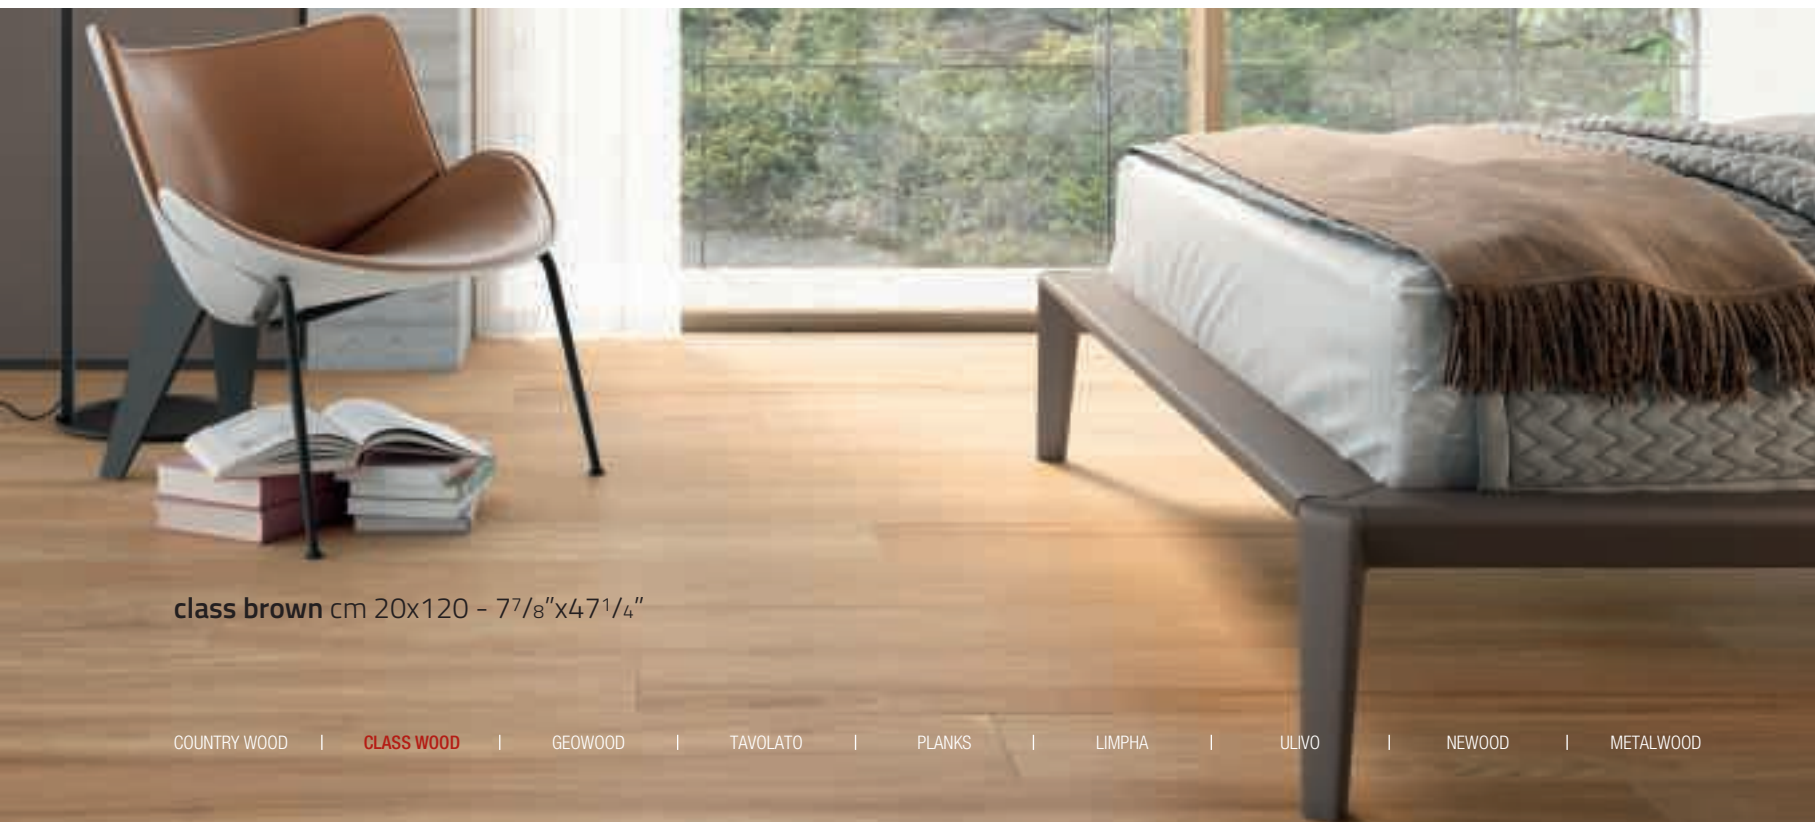 class brown cm 20x120 - 7⁷/₈”x47¹/₄”
COUNTRY WOOD | CLASS WOOD | GEOWOOD | TAVOLATO | PLANKS | LIMPHA | ULIVO | NEWOOD | METALWOOD